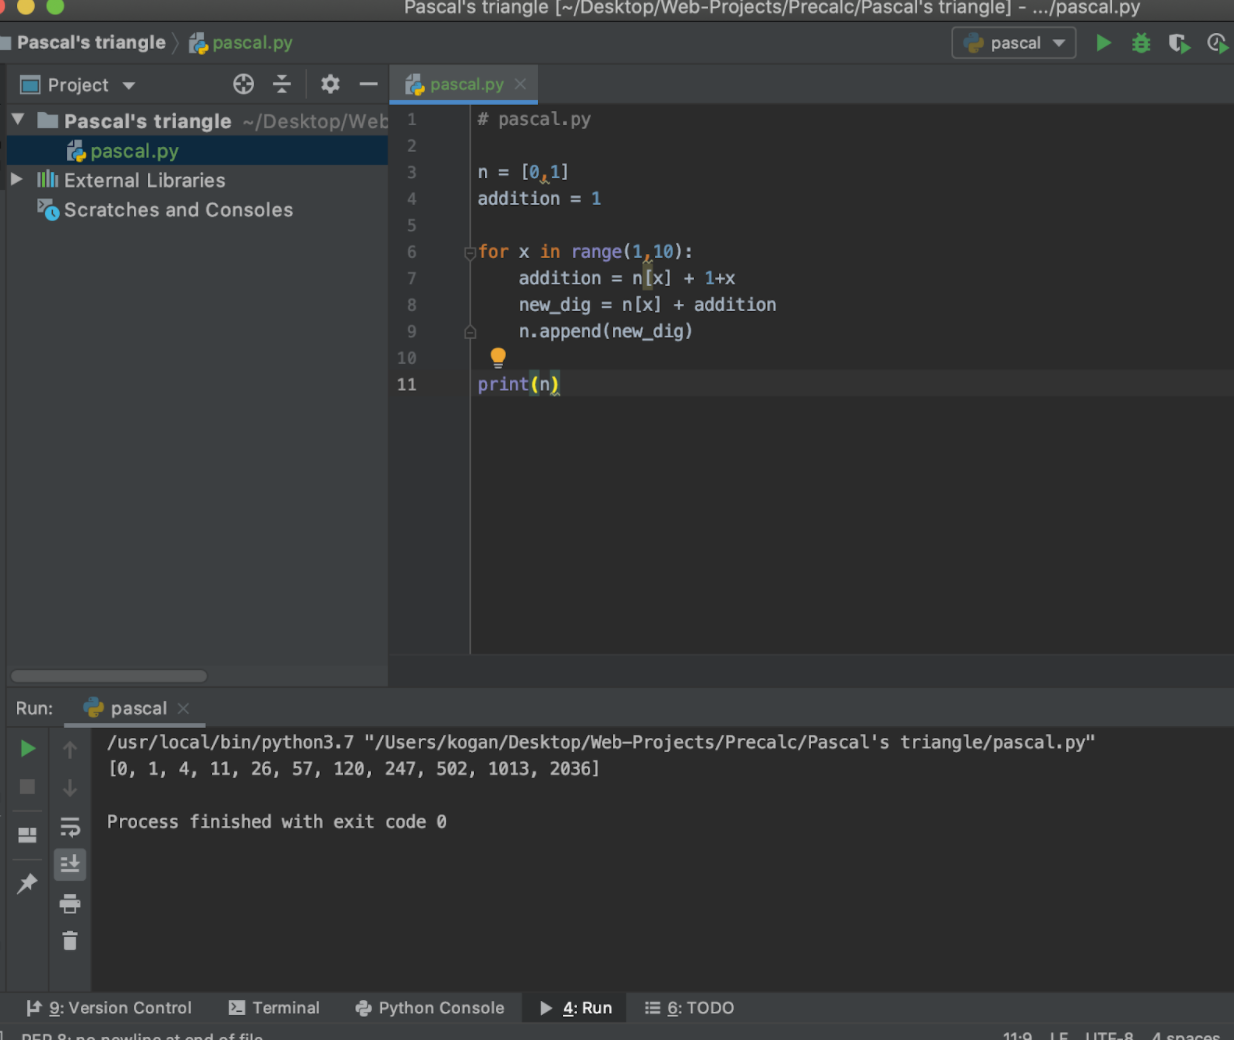 Pascal's triangle [~/Desktop/Web-Projects/Precalc/Pascal's triangle] - .../pascal.py
Pascal's triangle pascal.py pascal
Project pascal.py
Pascal's triangle ~/Desktop/Web
pascal.py
External Libraries
Scratches and Consoles
1 # pascal.py
2
3 n = [0,1]
4 addition = 1
5
6 for x in range(1,10):
7 addition = n[x] + 1+x
8 new_dig = n[x] + addition
9 n.append(new_dig)
10
11 print(n)
Run: pascal
/usr/local/bin/python3.7 "/Users/kogan/Desktop/Web-Projects/Precalc/Pascal's triangle/pascal.py"
[0, 1, 4, 11, 26, 57, 120, 247, 502, 1013, 2036]
Process finished with exit code 0
9: Version Control Terminal Python Console 4: Run 6: TODO
PEP 8: no newline at end of file 11:9 LF UTF-8 4 spaces